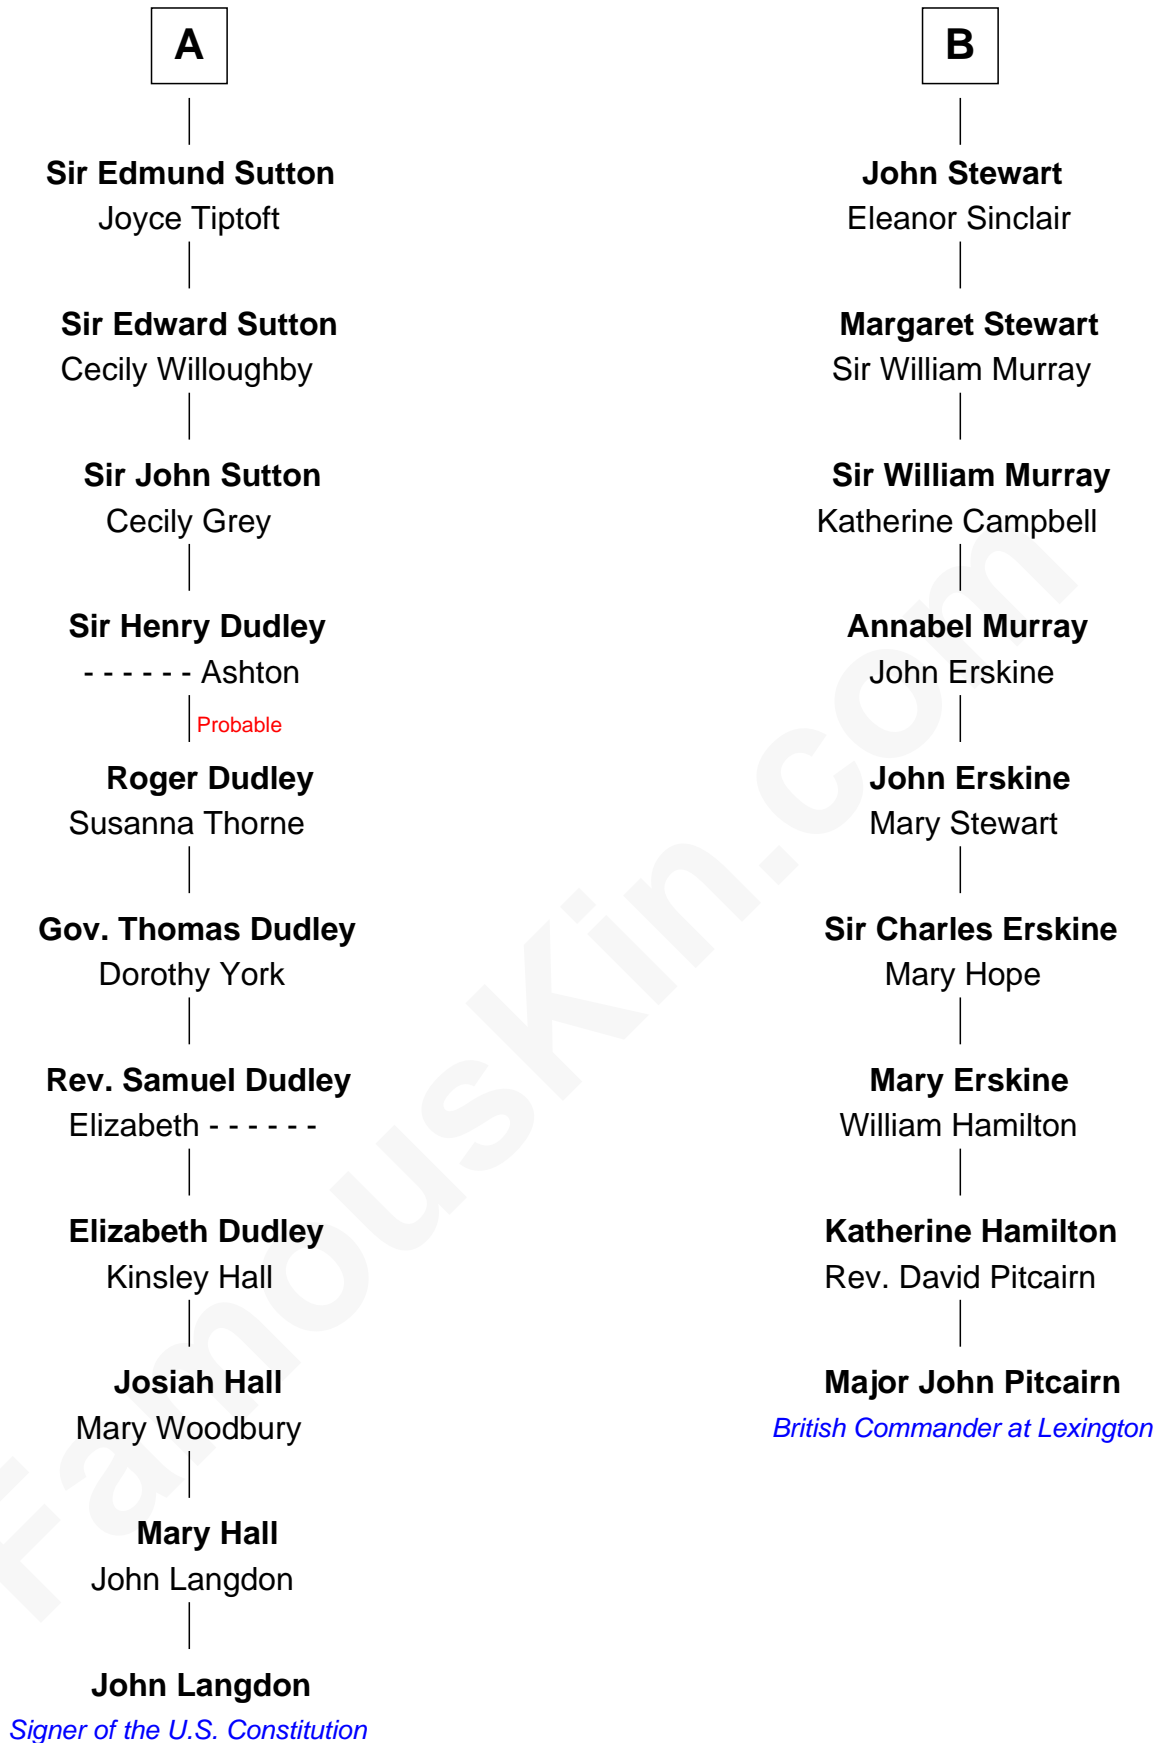 A
Sir Edmund Sutton
Joyce Tiptoft
Sir Edward Sutton
Cecily Willoughby
Sir John Sutton
Cecily Grey
Sir Henry Dudley
- - - - - - Ashton
Probable
Roger Dudley
Susanna Thorne
Gov. Thomas Dudley
Dorothy York
Rev. Samuel Dudley
Elizabeth - - - - - -
Elizabeth Dudley
Kinsley Hall
Josiah Hall
Mary Woodbury
Mary Hall
John Langdon
John Langdon
Signer of the U.S. Constitution
B
John Stewart
Eleanor Sinclair
Margaret Stewart
Sir William Murray
Sir William Murray
Katherine Campbell
Annabel Murray
John Erskine
John Erskine
Mary Stewart
Sir Charles Erskine
Mary Hope
Mary Erskine
William Hamilton
Katherine Hamilton
Rev. David Pitcairn
Major John Pitcairn
British Commander at Lexington
FamousKin.com